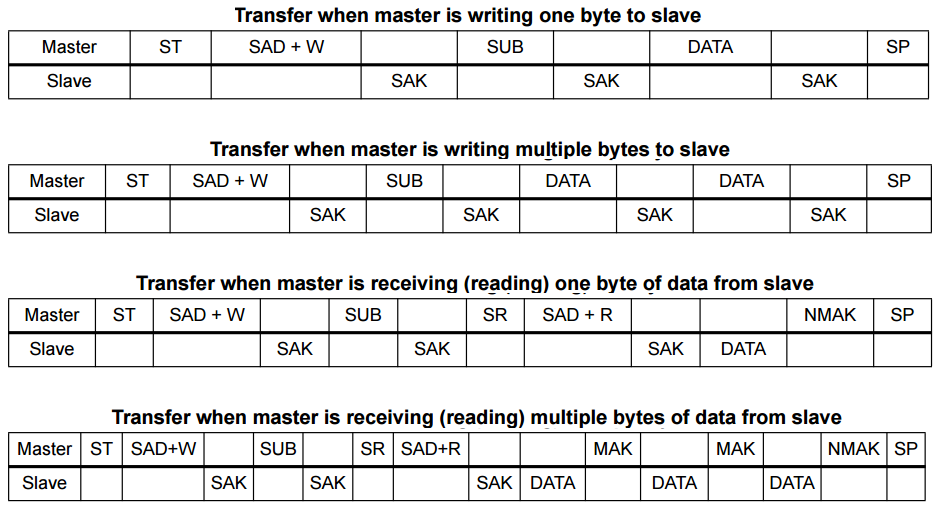 Transfer when master is writing one byte to slave
Master ST SAD + W SUB DATA SP
Slave SAK SAK SAK
Transfer when master is writing multiple bytes to slave
Master ST SAD + W SUB DATA DATA SP
Slave SAK SAK SAK SAK
Transfer when master is receiving (reading) one byte of data from slave
Master ST SAD + W SUB SR SAD + R NMAK SP
Slave SAK SAK SAK DATA
Transfer when master is receiving (reading) multiple bytes of data from slave
Master ST SAD+W SUB SR SAD+R MAK MAK NMAK SP
Slave SAK SAK SAK DATA DATA DATA